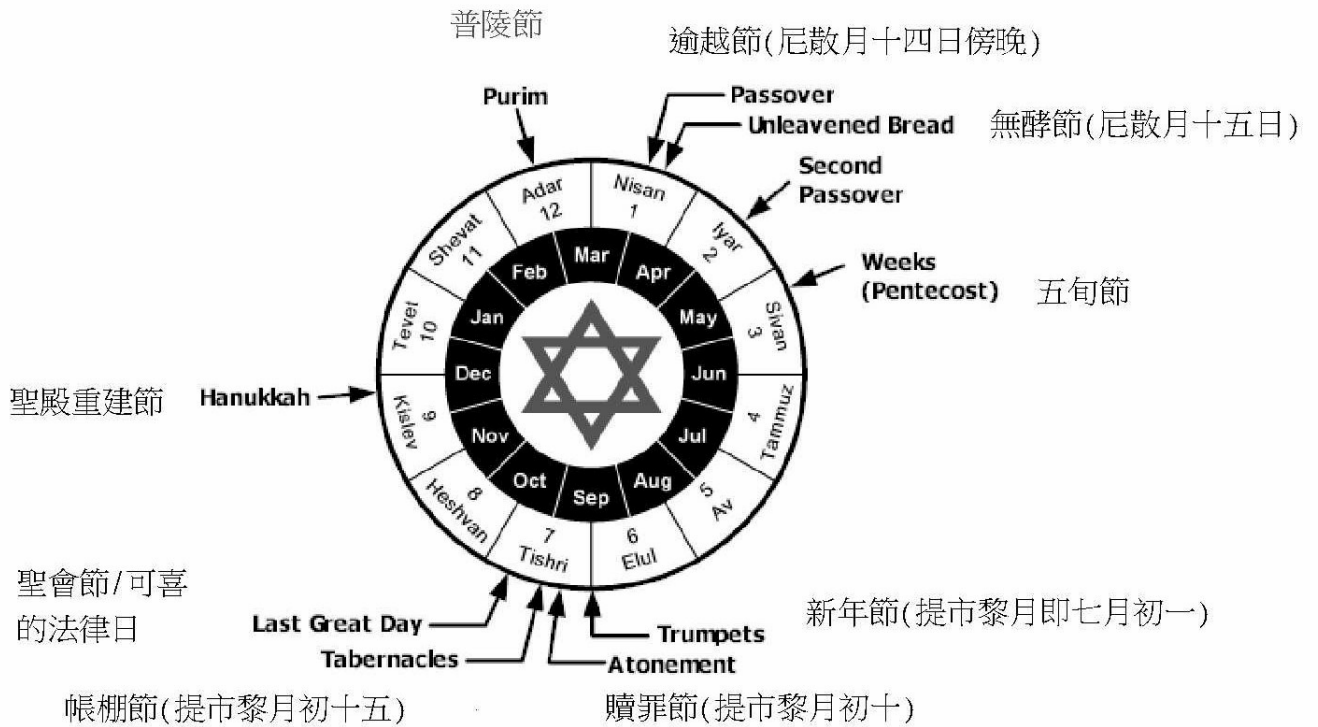 普陵節
逾越節(尼散月十四日傍晚)
Purim
Passover
Unleavened Bread
無酵節(尼散月十五日)
Second
Passover
Weeks
(Pentecost)
五旬節
聖殿重建節
Hanukkah
Nisan
1
Iyar
2
Sivan
3
Tammuz
4
Av
5
Elul
6
Tishri
7
Heshvan
8
Kislev
9
Tevet
10
Shevat
11
Adar
12
Mar
Apr
May
Jun
Jul
Aug
Sep
Oct
Nov
Dec
Jan
Feb
聖會節/可喜
的法律日
Last Great Day
Tabernacles
Trumpets
Atonement
新年節(提市黎月即七月初一)
帳棚節(提市黎月初十五)
贖罪節(提市黎月初十)